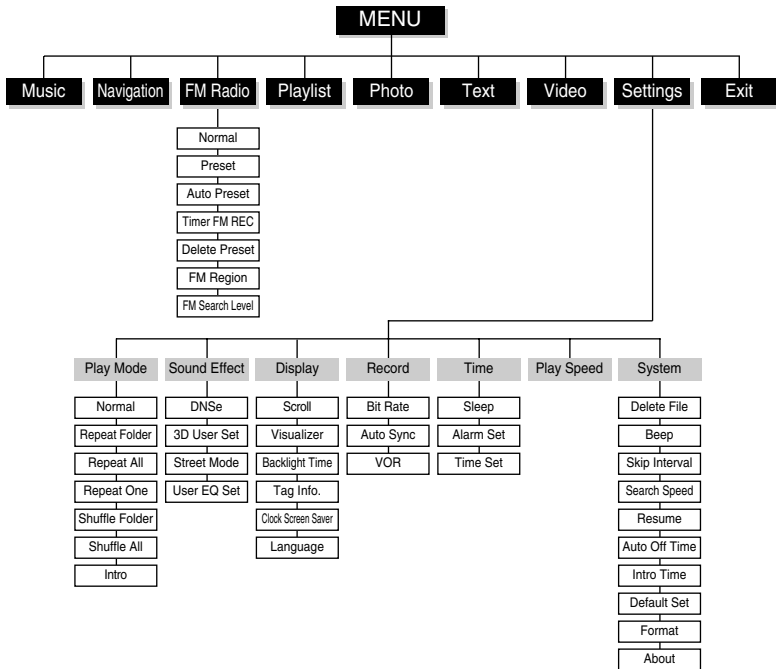 MENU
Music
Navigation
FM Radio
Playlist
Photo
Text
Video
Settings
Exit
Normal
Preset
Auto Preset
Timer FM REC
Delete Preset
FM Region
FM Search Level
Play Mode
Normal
Repeat Folder
Repeat All
Repeat One
Shuffle Folder
Shuffle All
Intro
Sound Effect
DNSe
3D User Set
Street Mode
User EQ Set
Display
Scroll
Visualizer
Backlight Time
Tag Info.
Clock Screen Saver
Language
Record
Bit Rate
Auto Sync
VOR
Time
Sleep
Alarm Set
Time Set
Play Speed
System
Delete File
Beep
Skip Interval
Search Speed
Resume
Auto Off Time
Intro Time
Default Set
Format
About